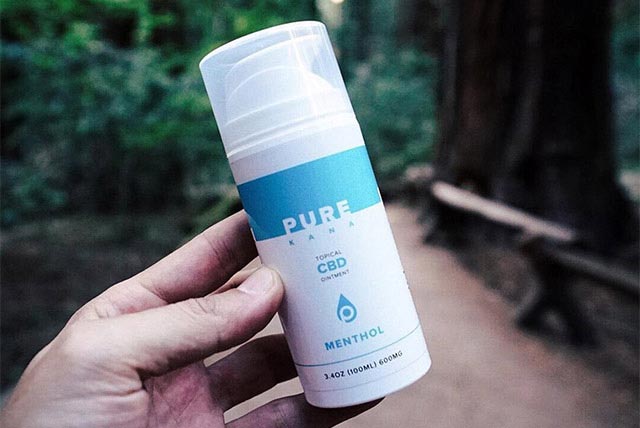 PURE
KANA
TOPICAL
CBD
OINTMENT
MENTHOL
3.4OZ (100ML) 600MG